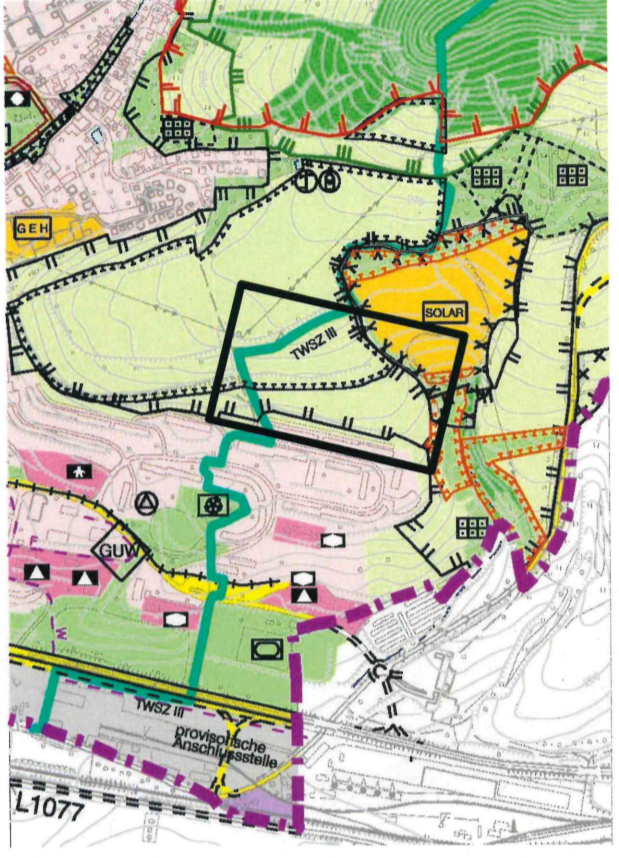 GEH
SOLAR
TWSZ III
GUW
F
W
TWSZ III
provisorische
Anschlussstelle
L1077